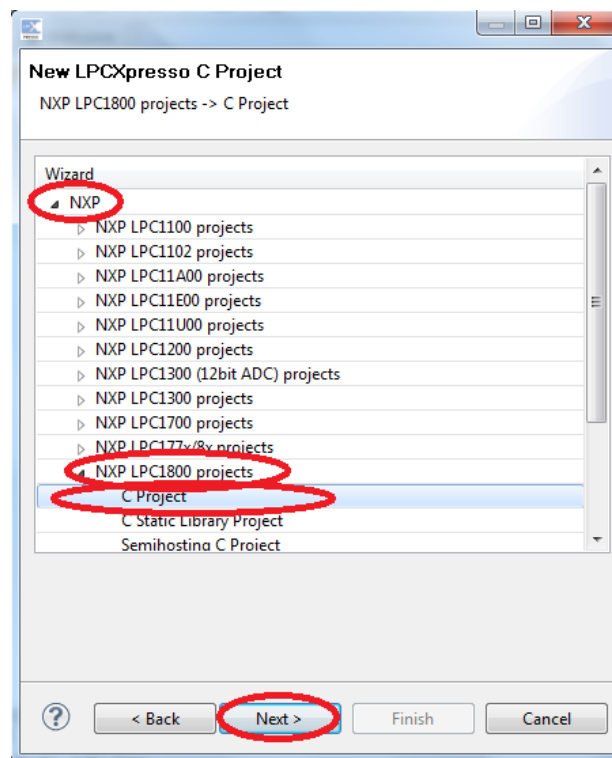 New LPCXpresso C Project
NXP LPC1800 projects -> C Project
Wizard
NXP
NXP LPC1100 projects
NXP LPC1102 projects
NXP LPC11A00 projects
NXP LPC11E00 projects
NXP LPC11U00 projects
NXP LPC1200 projects
NXP LPC1300 (12bit ADC) projects
NXP LPC1300 projects
NXP LPC1700 projects
NXP LPC177x/8x projects
NXP LPC1800 projects
C Project
C Static Library Project
Semihosting C Project
? < Back Next > Finish Cancel